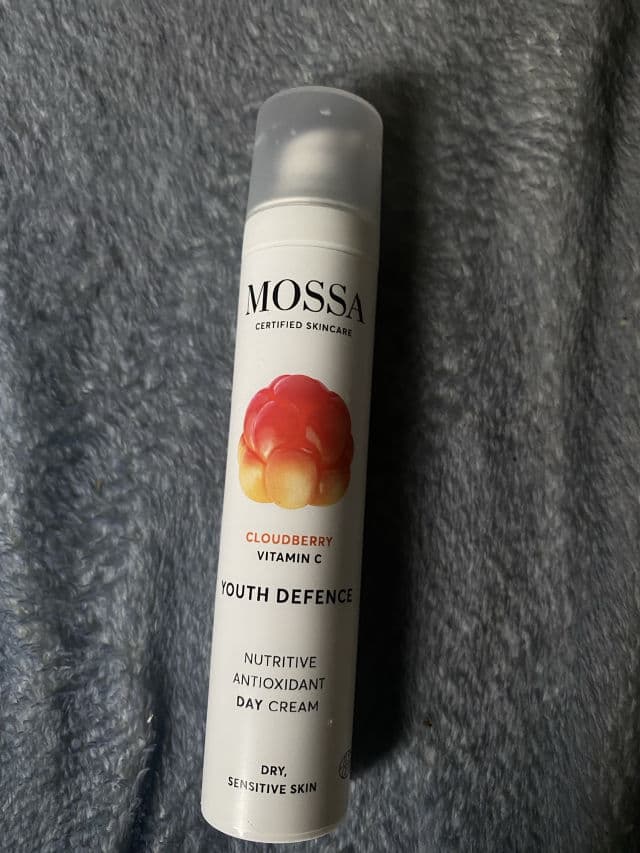 MOSSA
CERTIFIED SKINCARE
CLOUDBERRY
VITAMIN C
YOUTH DEFENCE
NUTRITIVE
ANTIOXIDANT
DAY CREAM
DRY,
SENSITIVE SKIN